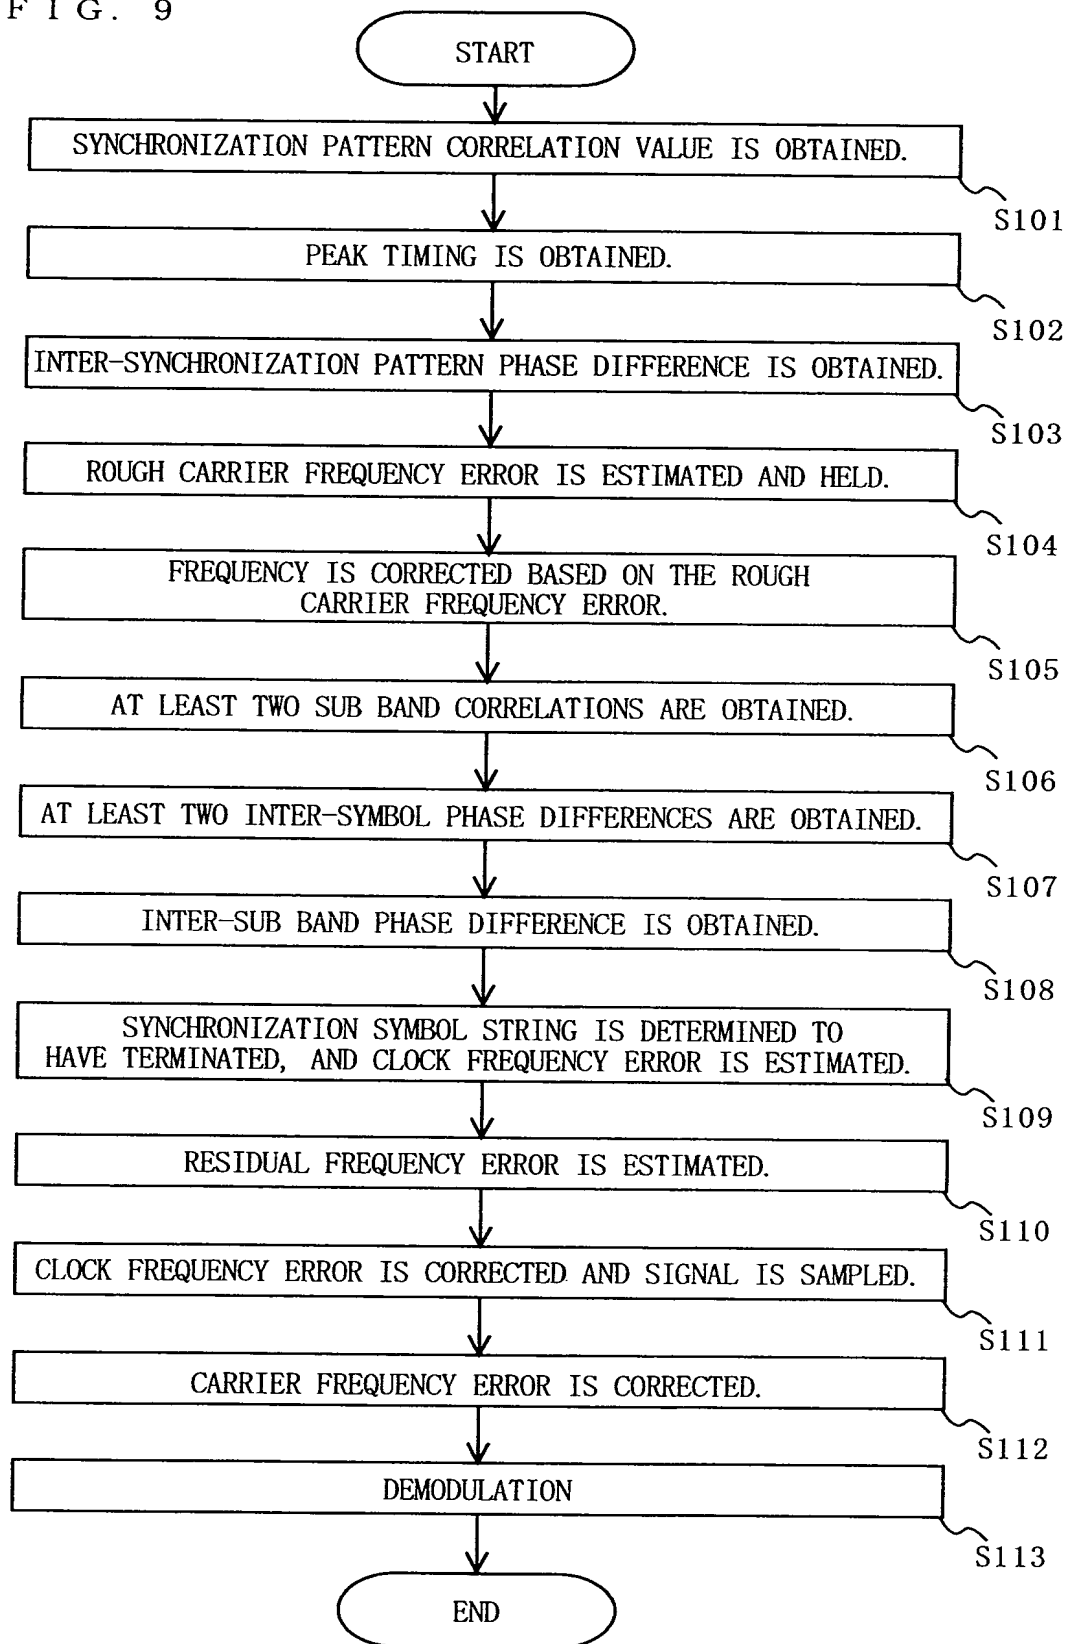 FIG. 9
START
SYNCHRONIZATION PATTERN CORRELATION VALUE IS OBTAINED.
S101
PEAK TIMING IS OBTAINED.
S102
INTER-SYNCHRONIZATION PATTERN PHASE DIFFERENCE IS OBTAINED.
S103
ROUGH CARRIER FREQUENCY ERROR IS ESTIMATED AND HELD.
S104
FREQUENCY IS CORRECTED BASED ON THE ROUGH
CARRIER FREQUENCY ERROR.
S105
AT LEAST TWO SUB BAND CORRELATIONS ARE OBTAINED.
S106
AT LEAST TWO INTER-SYMBOL PHASE DIFFERENCES ARE OBTAINED.
S107
INTER-SUB BAND PHASE DIFFERENCE IS OBTAINED.
S108
SYNCHRONIZATION SYMBOL STRING IS DETERMINED TO
HAVE TERMINATED, AND CLOCK FREQUENCY ERROR IS ESTIMATED.
S109
RESIDUAL FREQUENCY ERROR IS ESTIMATED.
S110
CLOCK FREQUENCY ERROR IS CORRECTED AND SIGNAL IS SAMPLED.
S111
CARRIER FREQUENCY ERROR IS CORRECTED.
S112
DEMODULATION
S113
END